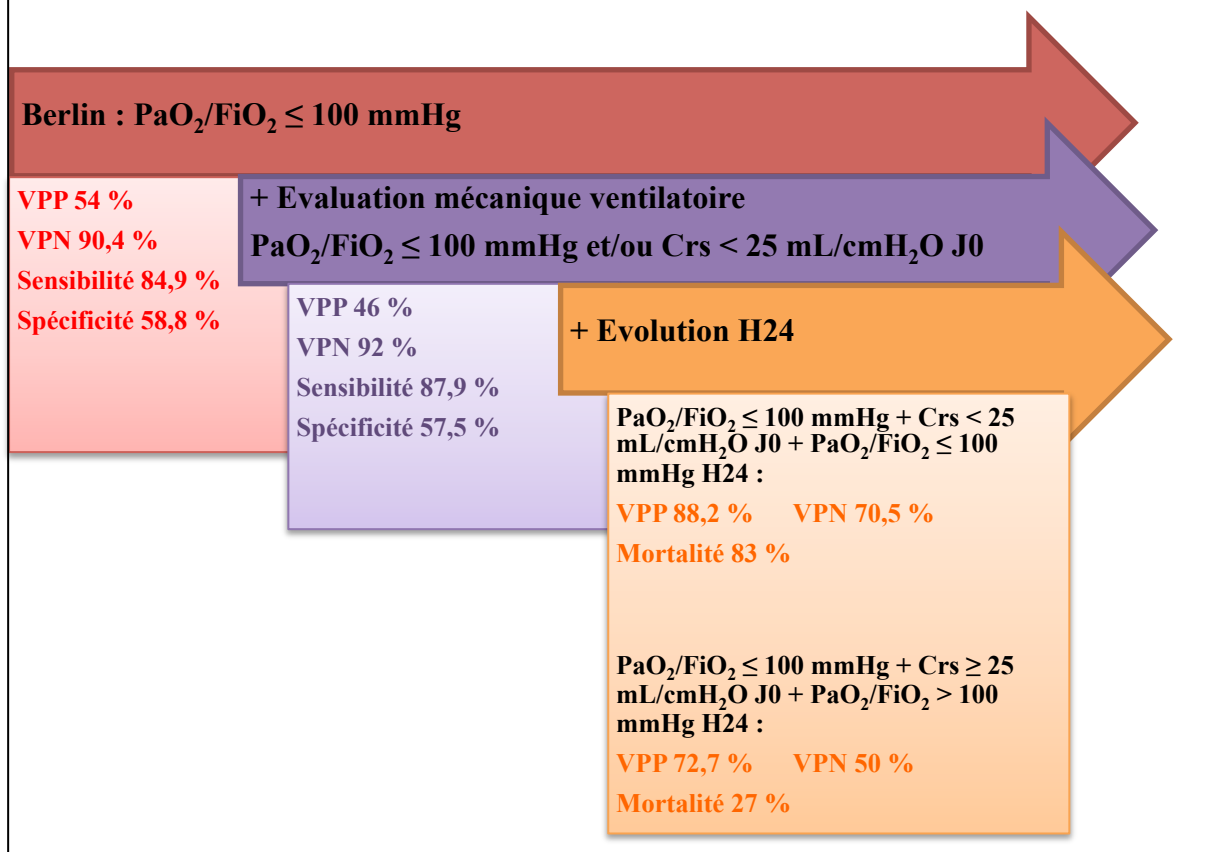 Berlin : PaO₂/FiO₂ ≤ 100 mmHg
VPP 54 %
VPN 90,4 %
Sensibilité 84,9 %
Spécificité 58,8 %
+ Evaluation mécanique ventilatoire
PaO₂/FiO₂ ≤ 100 mmHg et/ou Crs < 25 mL/cmH₂O J0
VPP 46 %
VPN 92 %
Sensibilité 87,9 %
Spécificité 57,5 %
+ Evolution H24
PaO₂/FiO₂ ≤ 100 mmHg + Crs < 25
mL/cmH₂O J0 + PaO₂/FiO₂ ≤ 100
mmHg H24 :
VPP 88,2 % VPN 70,5 %
Mortalité 83 %
PaO₂/FiO₂ ≤ 100 mmHg + Crs ≥ 25
mL/cmH₂O J0 + PaO₂/FiO₂ > 100
mmHg H24 :
VPP 72,7 % VPN 50 %
Mortalité 27 %